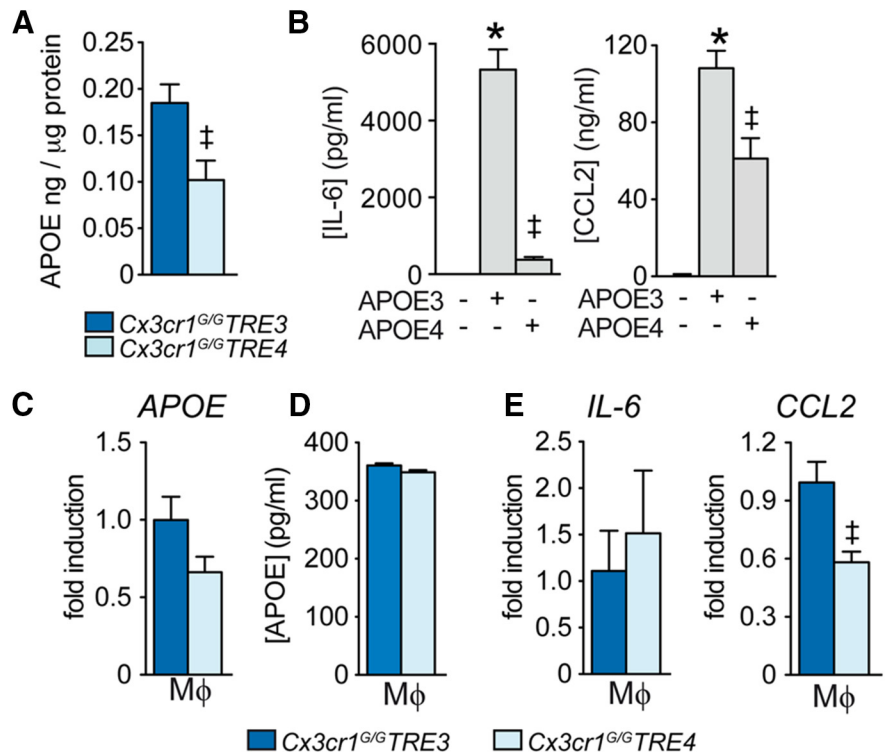 A
APOE ng / µg protein
0.25
0.20
0.15
0.10
0.05
0
‡
Cx3cr1G/GTRE3
Cx3cr1G/GTRE4
B
[IL-6] (pg/ml)
6000
4000
2000
0
*
‡
APOE3 - + -
APOE4 - - +
[CCL2] (ng/ml)
120
80
40
0
*
‡
APOE3 - + -
APOE4 - - +
C
APOE
fold induction
1.5
1.0
0.5
0
Mϕ
D
[APOE] (pg/ml)
400
300
200
100
0
Mϕ
E
IL-6
fold induction
2.5
2.0
1.5
1.0
0.5
0
Mϕ
CCL2
fold induction
1.2
0.9
0.6
0.3
0
‡
Mϕ
Cx3cr1G/GTRE3 Cx3cr1G/GTRE4